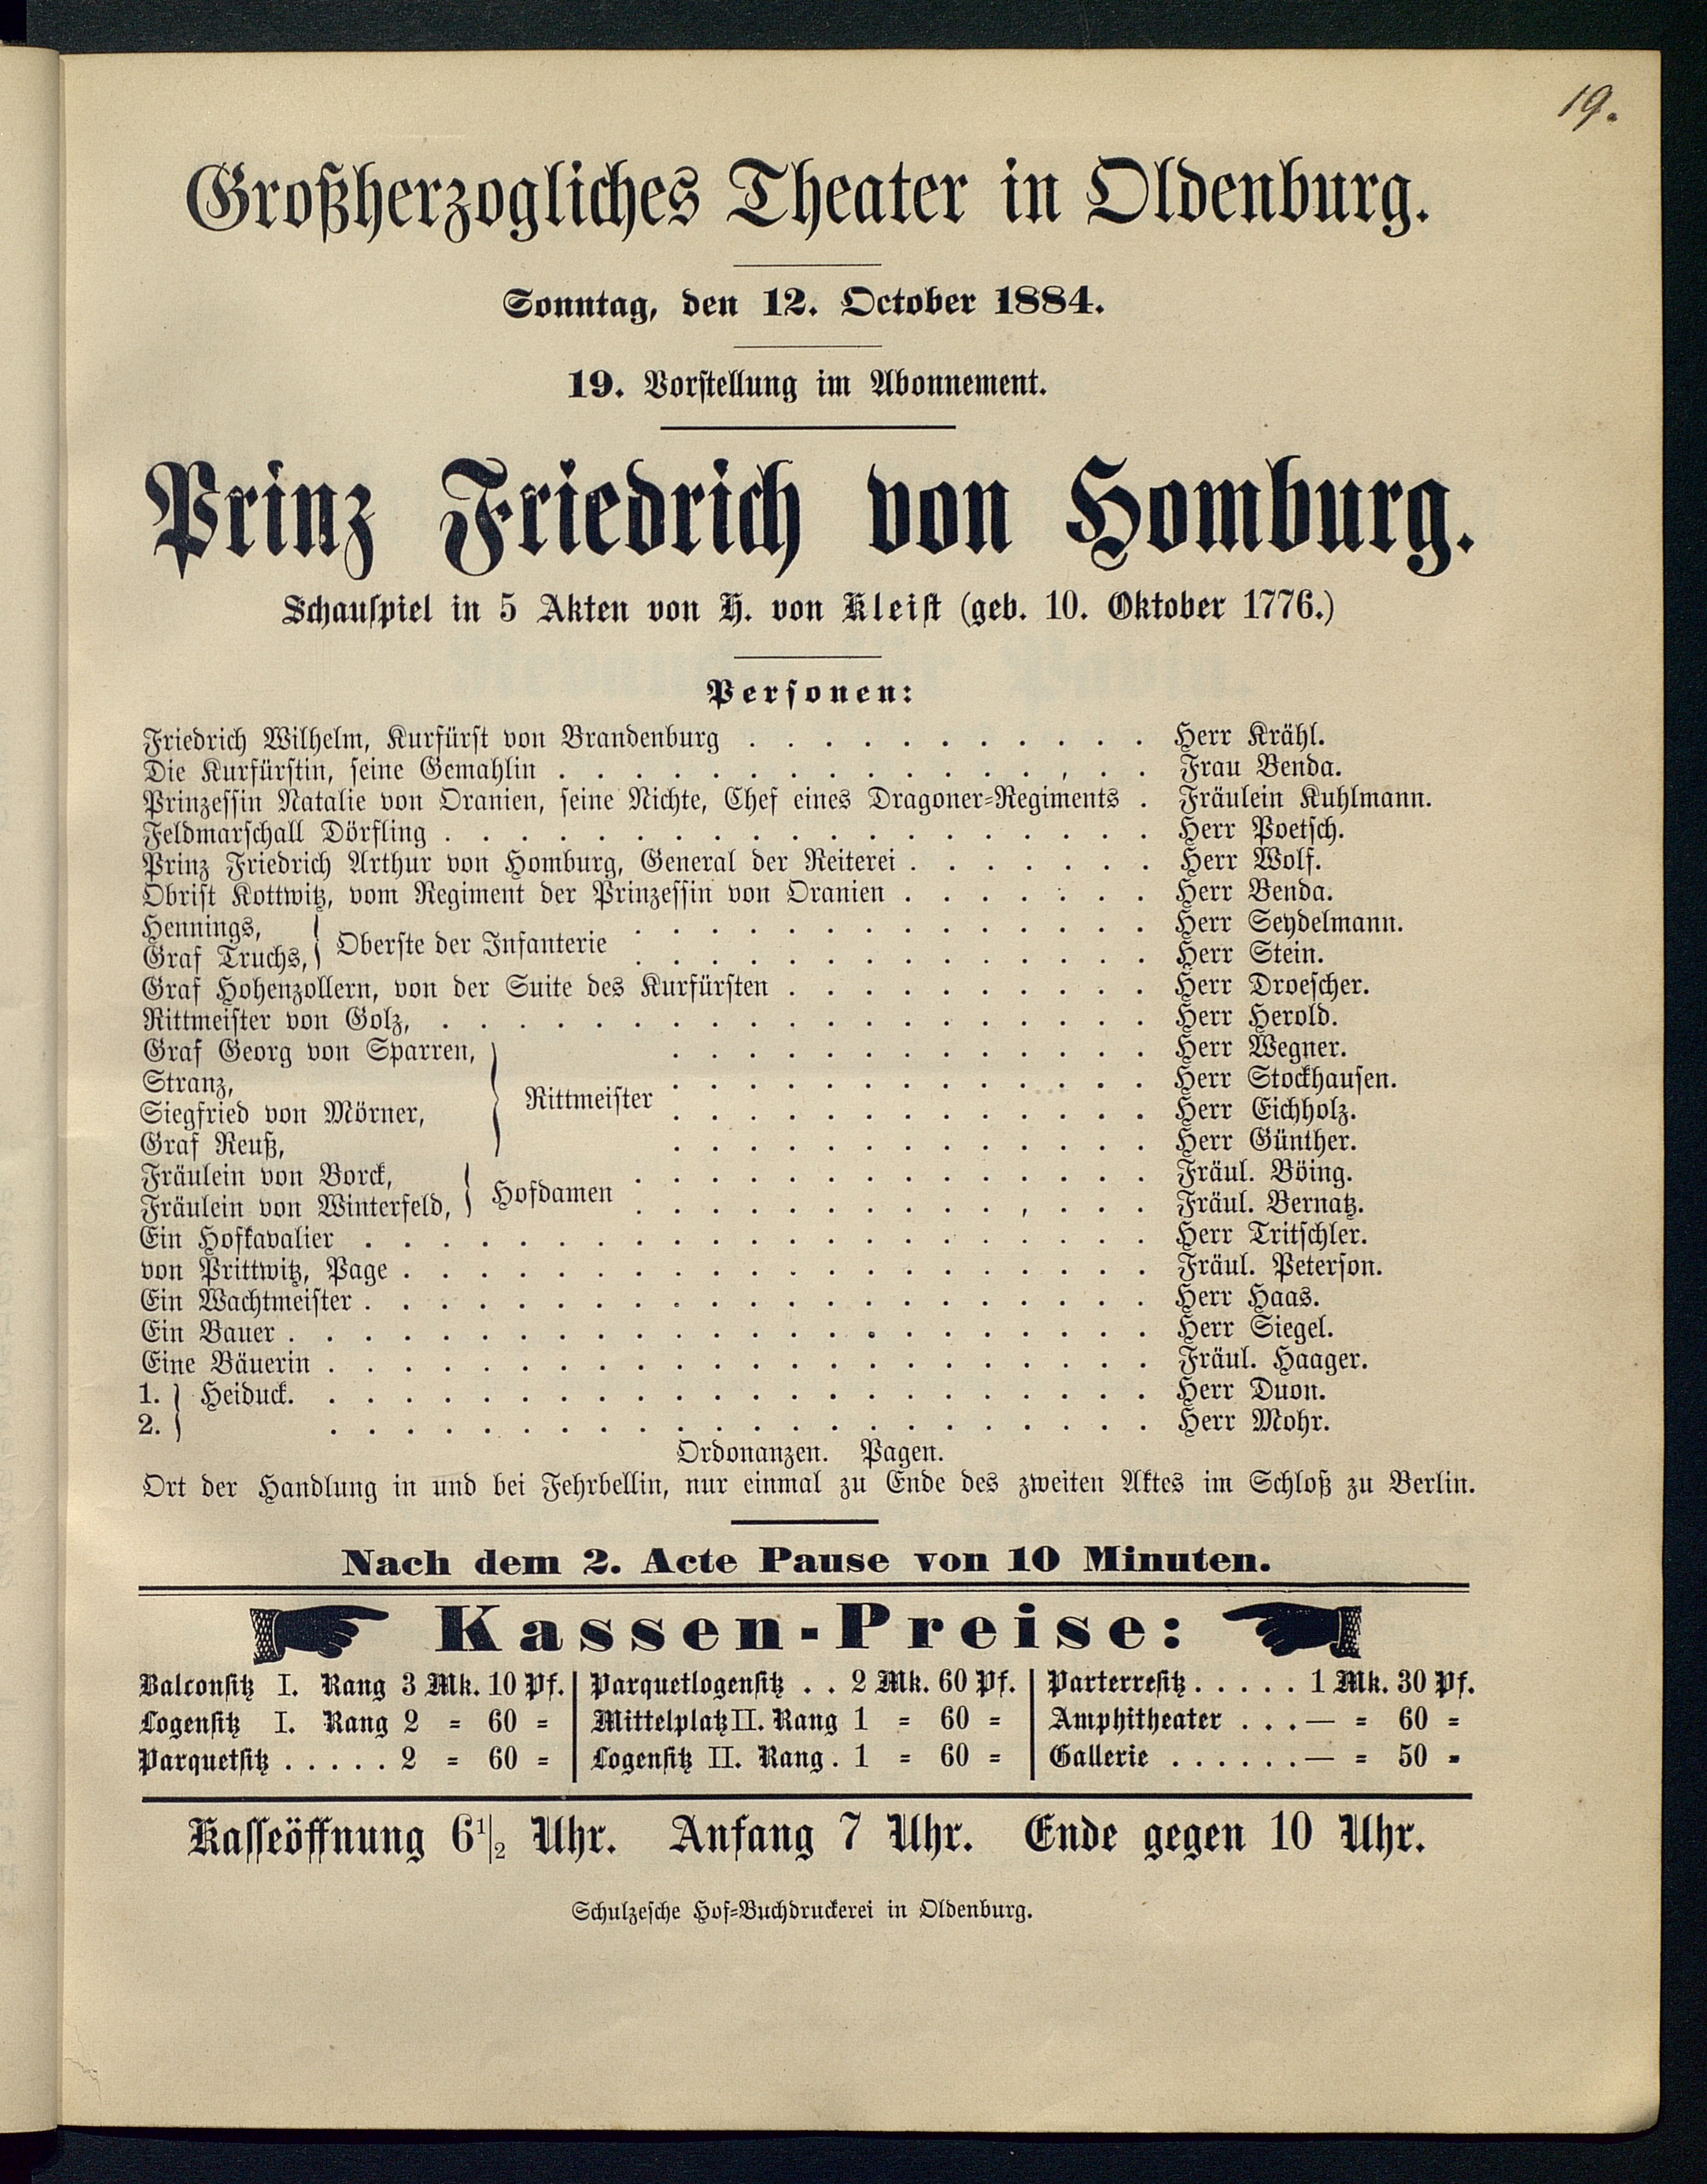 19.
Großherzogliches Theater in Oldenburg.
Sonntag, den 12. October 1884.
19. Vorstellung im Abonnement.
Prinz Friedrich von Homburg.
Schauspiel in 5 Akten von H. von Kleist (geb. 10. Oktober 1776.)
Personen:
Friedrich Wilhelm, Kurfürst von Brandenburg . . . . . . . . . . . Herr Krähl.
Die Kurfürstin, seine Gemahlin . . . . . . . . . . . . . , . . Frau Benda.
Prinzessin Natalie von Oranien, seine Nichte, Chef eines Dragoner-Regiments . Fräulein Kuhlmann.
Feldmarschall Dörfling . . . . . . . . . . . . . . . . . . . Herr Poetsch.
Prinz Friedrich Arthur von Homburg, General der Reiterei . . . . . . . Herr Wolf.
Obrist Kottwitz, vom Regiment der Prinzessin von Oranien . . . . . . . Herr Benda.
Hennings, . . . . . . . . . . . . . . Herr Seydelmann.
Graf Truchs, } Oberste der Infanterie . . . . . . . . . . . . . . Herr Stein.
Graf Hohenzollern, von der Suite des Kurfürsten . . . . . . . . . . Herr Droescher.
Rittmeister von Golz, . . . . . . . . . . . . . . . . . . . Herr Herold.
Graf Georg von Sparren, . . . . . . . . . . . . . Herr Wegner.
Stranz, . . . . . . . . . . . . . Herr Stockhausen.
Siegfried von Mörner, } Rittmeister . . . . . . . . . . . . . Herr Eichholz.
Graf Reuß, . . . . . . . . . . . . . Herr Günther.
Fräulein von Borck, . . . . . . . . . . . . . . Fräul. Böing.
Fräulein von Winterfeld, } Hofdamen . . . . . . . . . . , . . . Fräul. Bernatz.
Ein Hofkavalier . . . . . . . . . . . . . . . . . . . . . Herr Tritschler.
von Prittwitz, Page . . . . . . . . . . . . . . . . . . . . Fräul. Peterson.
Ein Wachtmeister . . . . . . . . . . . . . . . . . . . . . Herr Haas.
Ein Bauer . . . . . . . . . . . . . . . . . . . . . . . Herr Siegel.
Eine Bäuerin . . . . . . . . . . . . . . . . . . . . . . Fräul. Haager.
1. } Heiduck. . . . . . . . . . . . . . . . . . . . . . . Herr Duon.
2. . . . . . . . . . . . . . . . . . . . . . . Herr Mohr.
Ordonanzen. Pagen.
Ort der Handlung in und bei Fehrbellin, nur einmal zu Ende des zweiten Aktes im Schloß zu Berlin.
Nach dem 2. Acte Pause von 10 Minuten.
Kassen-Preise:
Balconsitz I. Rang 3 Mk. 10 Pf. | Parquetlogensitz . . 2 Mk. 60 Pf. | Parterresitz . . . . . 1 Mk. 30 Pf.
Logensitz I. Rang 2 = 60 = | Mittelplatz II. Rang 1 = 60 = | Amphitheater . . . — = 60 =
Parquetsitz . . . . . 2 = 60 = | Logensitz II. Rang . 1 = 60 = | Gallerie . . . . . . — = 50 =
Kasseöffnung 6 1/2 Uhr. Anfang 7 Uhr. Ende gegen 10 Uhr.
Schulzesche Hof-Buchdruckerei in Oldenburg.